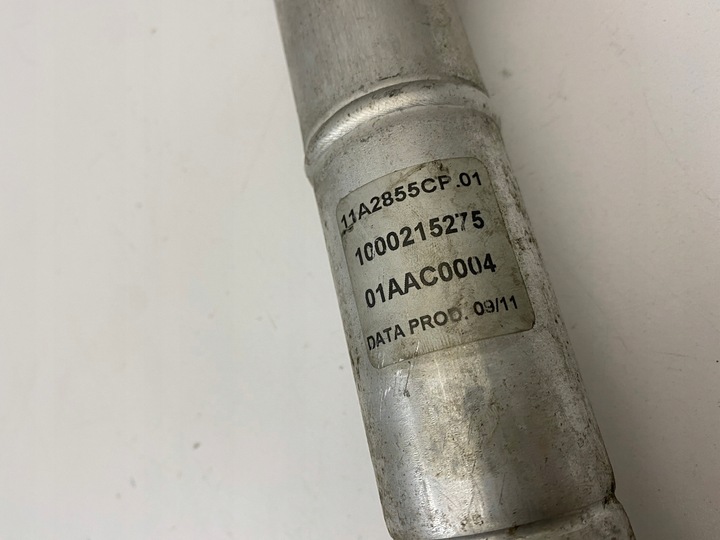 11A2855CP.01
1000215275
01AAC0004
DATA PROD. 09/11